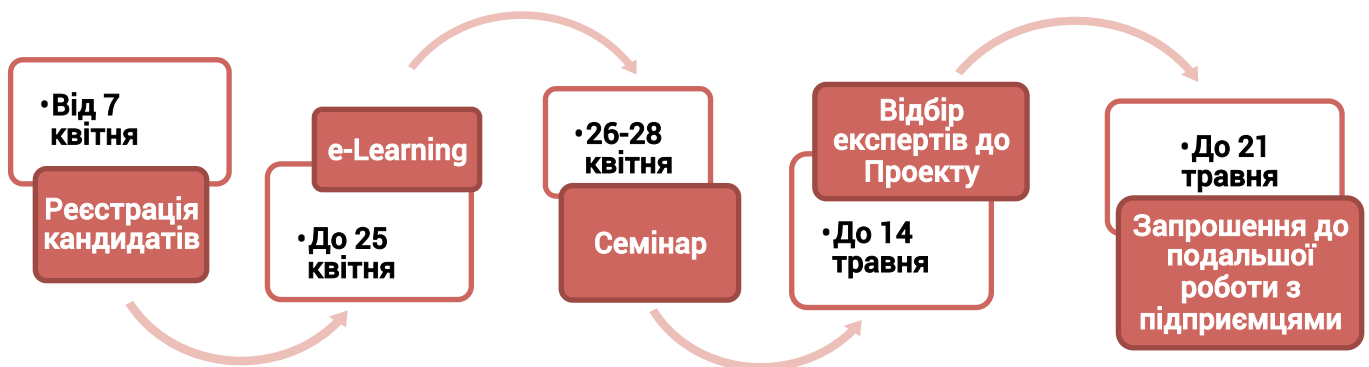 •Від 7
квітня
Реєстрація
кандидатів
e-Learning
•До 25
квітня
•26-28
квітня
Семінар
Відбір
експертів до
Проекту
•До 14
травня
•До 21
травня
Запрошення до
подальшої
роботи з
підприємцями